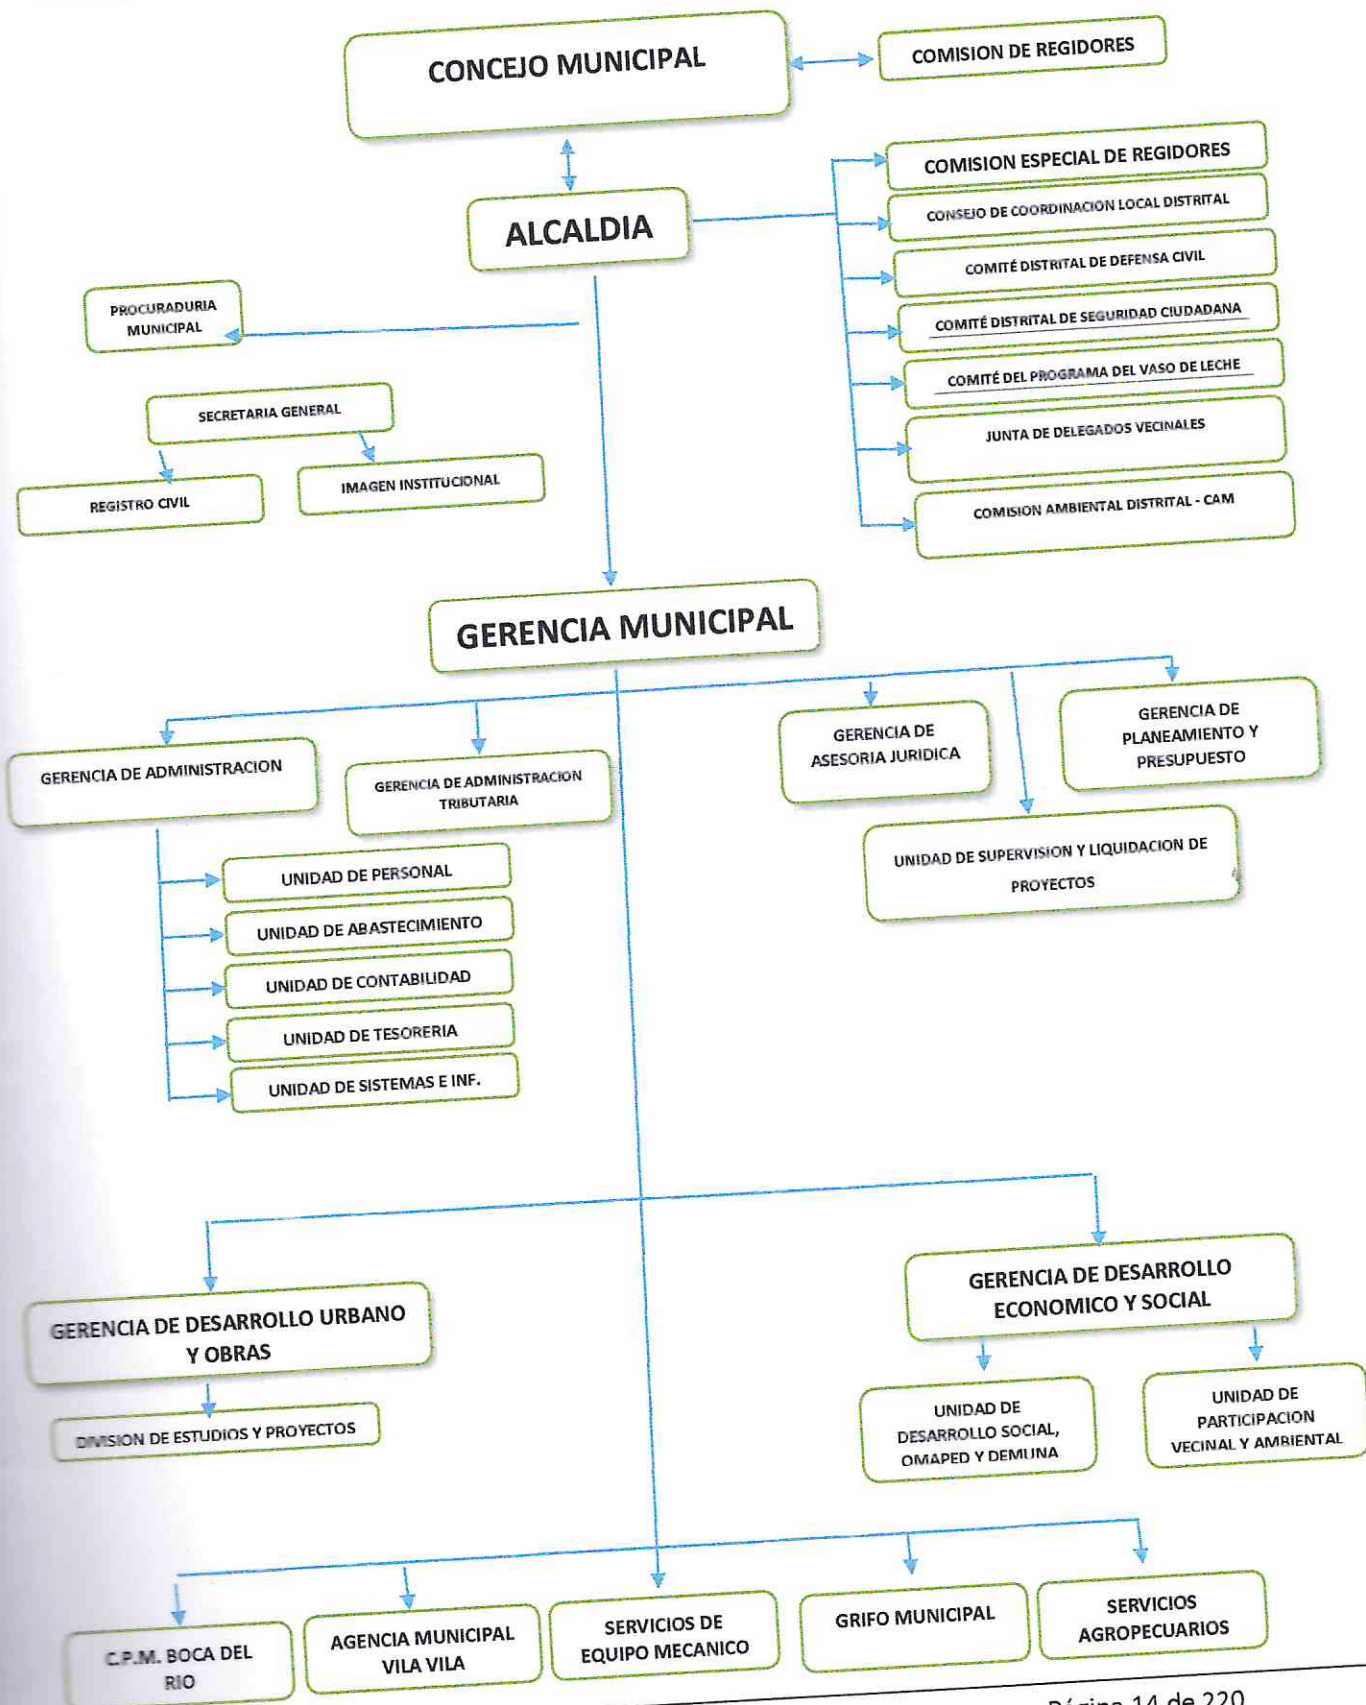 CONCEJO MUNICIPAL
COMISION DE REGIDORES
COMISION ESPECIAL DE REGIDORES
ALCALDIA
CONSEJO DE COORDINACION LOCAL DISTRITAL
COMITÉ DISTRITAL DE DEFENSA CIVIL
PROCURADURIA
MUNICIPAL
COMITÉ DISTRITAL DE SEGURIDAD CIUDADANA
COMITÉ DEL PROGRAMA DEL VASO DE LECHE
SECRETARIA GENERAL
JUNTA DE DELEGADOS VECINALES
REGISTRO CIVIL
IMAGEN INSTITUCIONAL
COMISION AMBIENTAL DISTRITAL - CAM
GERENCIA MUNICIPAL
GERENCIA DE ADMINISTRACION
GERENCIA DE ADMINISTRACION
TRIBUTARIA
GERENCIA DE
ASESORIA JURIDICA
GERENCIA DE
PLANEAMIENTO Y
PRESUPUESTO
UNIDAD DE SUPERVISION Y LIQUIDACION DE
PROYECTOS
UNIDAD DE PERSONAL
UNIDAD DE ABASTECIMIENTO
UNIDAD DE CONTABILIDAD
UNIDAD DE TESORERIA
UNIDAD DE SISTEMAS E INF.
GERENCIA DE DESARROLLO URBANO
Y OBRAS
GERENCIA DE DESARROLLO
ECONOMICO Y SOCIAL
DIVISION DE ESTUDIOS Y PROYECTOS
UNIDAD DE
DESARROLLO SOCIAL,
OMAPED Y DEMUNA
UNIDAD DE
PARTICIPACION
VECINAL Y AMBIENTAL
C.P.M. BOCA DEL
RIO
AGENCIA MUNICIPAL
VILA VILA
SERVICIOS DE
EQUIPO MECANICO
GRIFO MUNICIPAL
SERVICIOS
AGROPECUARIOS
Página 14 de 220